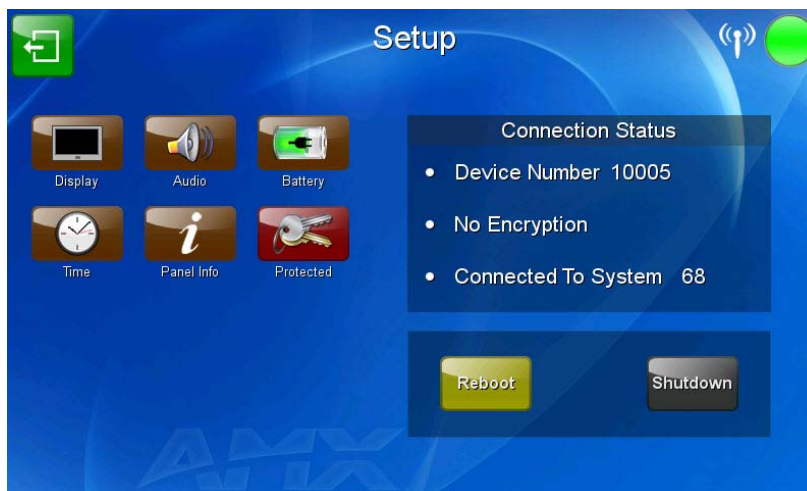 Setup
Display Audio Battery
Time Panel Info Protected
Connection Status
• Device Number 10005
• No Encryption
• Connected To System 68
Reboot Shutdown
AMX